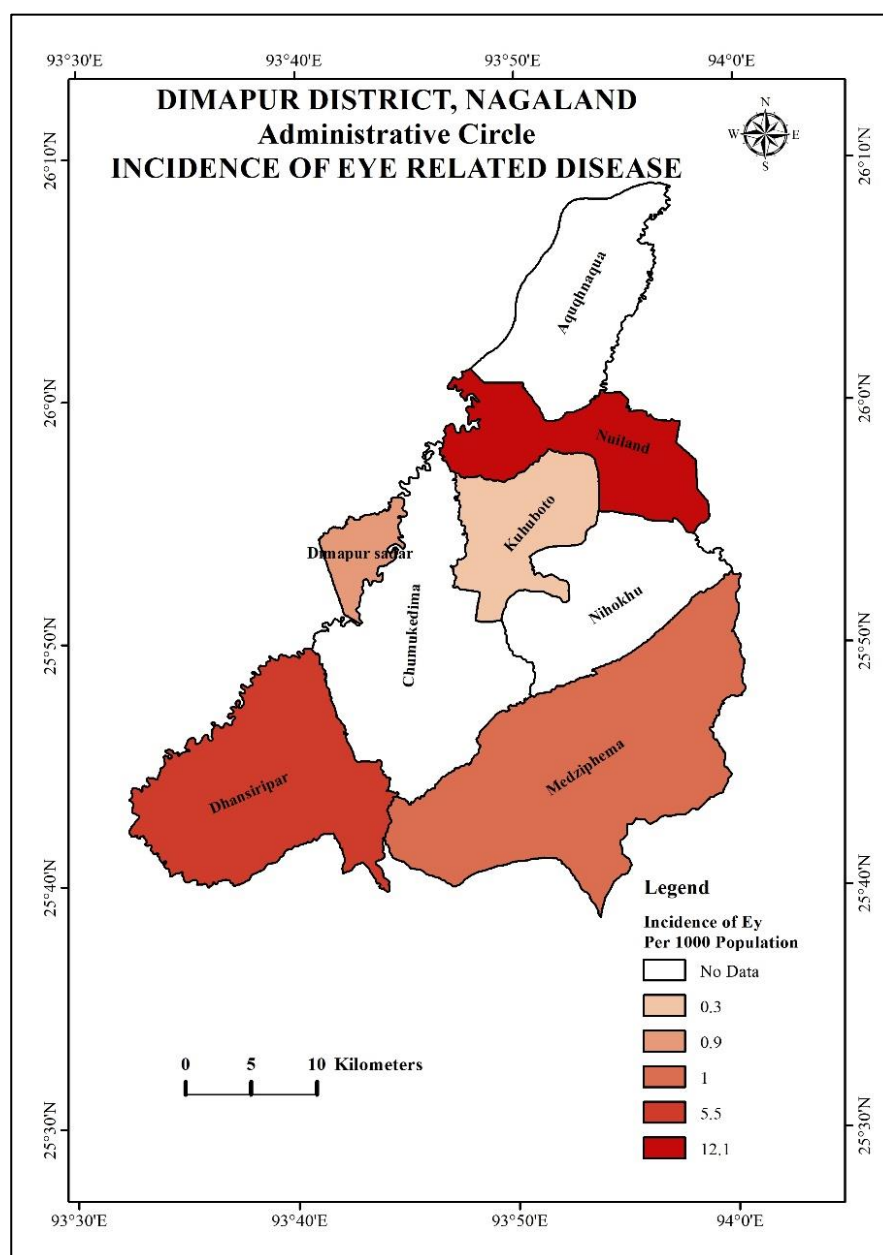 93°30'E 93°40'E 93°50'E 94°0'E
DIMAPUR DISTRICT, NAGALAND
Administrative Circle
INCIDENCE OF EYE RELATED DISEASE
N
W E
S
26°10'N 26°10'N
Aquqhnaqua
26°0'N 26°0'N
Nuiland
Kuhuboto
Dimapur sadar
Nihokhu
Chumukedima
25°50'N 25°50'N
Medziphema
Dhansiripar
25°40'N 25°40'N
Legend
Incidence of Ey
Per 1000 Population
No Data
0.3
0.9
1
5.5
12.1
0 5 10 Kilometers
25°30'N 25°30'N
93°30'E 93°40'E 93°50'E 94°0'E